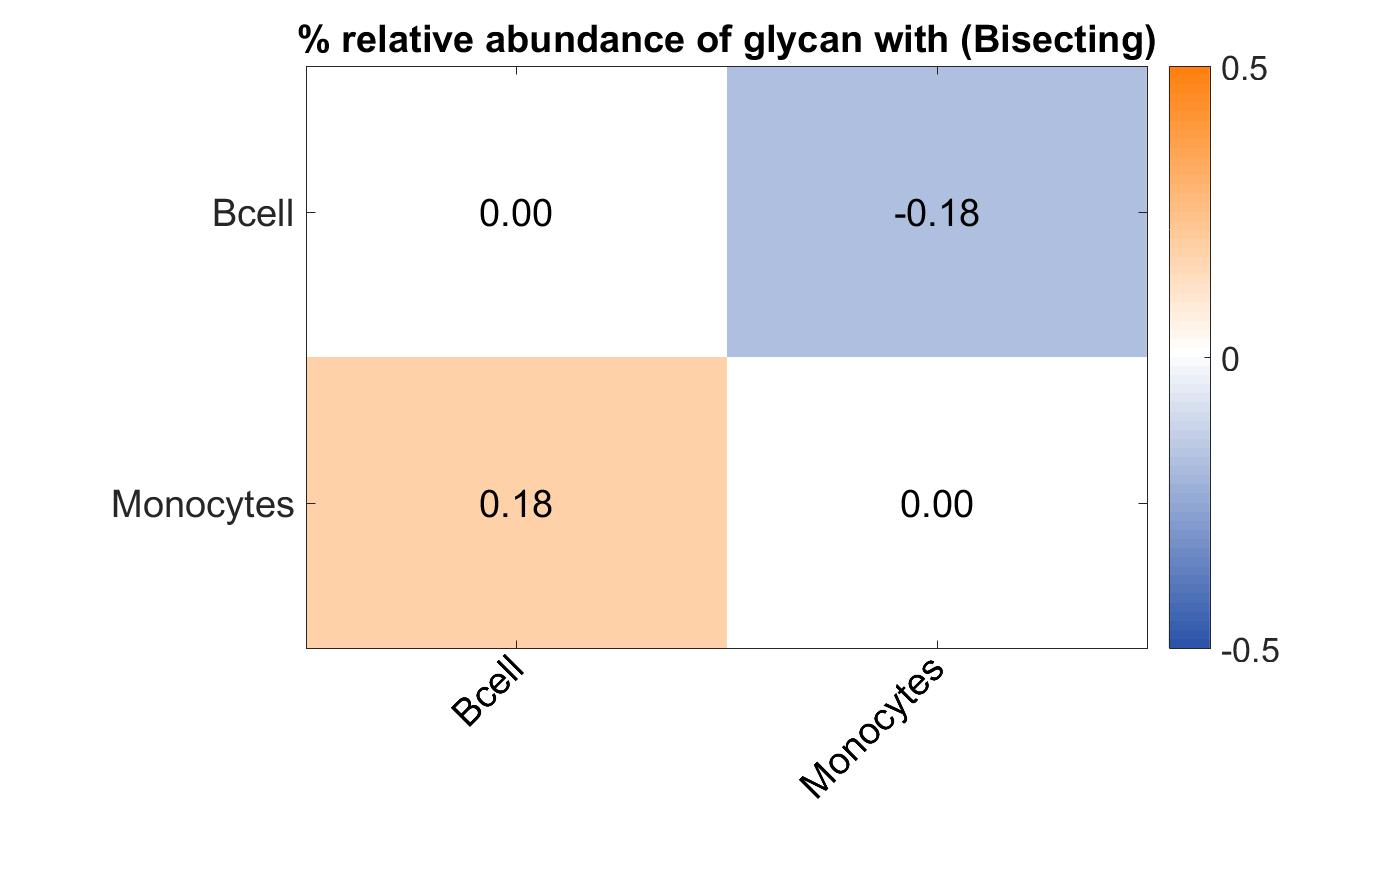 % relative abundance of glycan with (Bisecting)
0.5
Bcell
0.00
-0.18
0
Monocytes
0.18
0.00
-0.5
Bcell
Monocytes